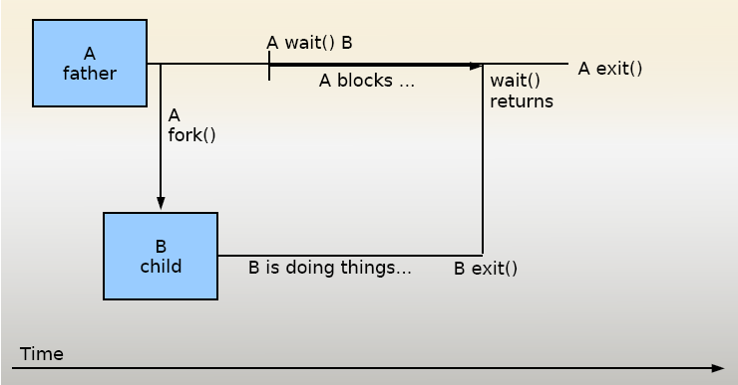 A
father
A wait() B
A blocks ...
wait()
returns
A exit()
A
fork()
B
child
B is doing things...
B exit()
Time